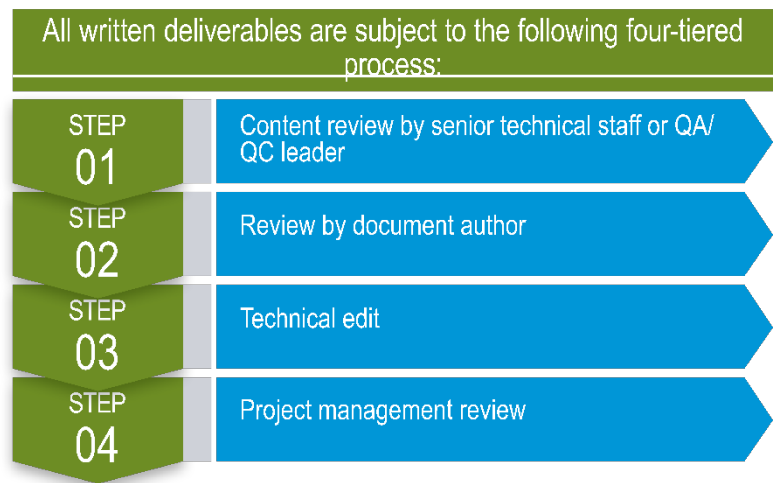 All written deliverables are subject to the following four-tiered
process:
STEP
01
Content review by senior technical staff or QA/
QC leader
STEP
02
Review by document author
STEP
03
Technical edit
STEP
04
Project management review